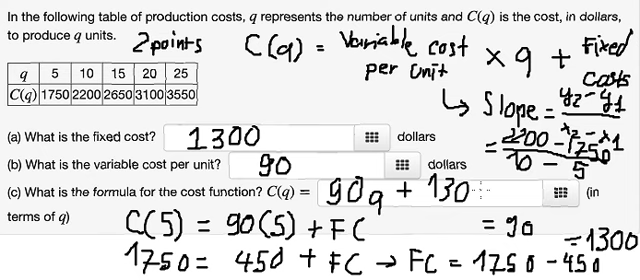 In the following table of production costs, q represents the number of units and C(q) is the cost, in dollars,
to produce q units.
2 points
C(q) = Variable cost per unit × q + Fixed costs
q 5 10 15 20 25
C(q) 1750 2200 2650 3100 3550
↳ Slope = y2-y1
x2-x1
= 2200-1750
10 - 5
= 90
(a) What is the fixed cost? 1300 dollars
(b) What is the variable cost per unit? 90 dollars
(c) What is the formula for the cost function? C(q) = 90q + 130 (in
terms of q)
C(5) = 90(5) + FC
1750 = 450 + FC → FC = 1750 - 450
= 1300